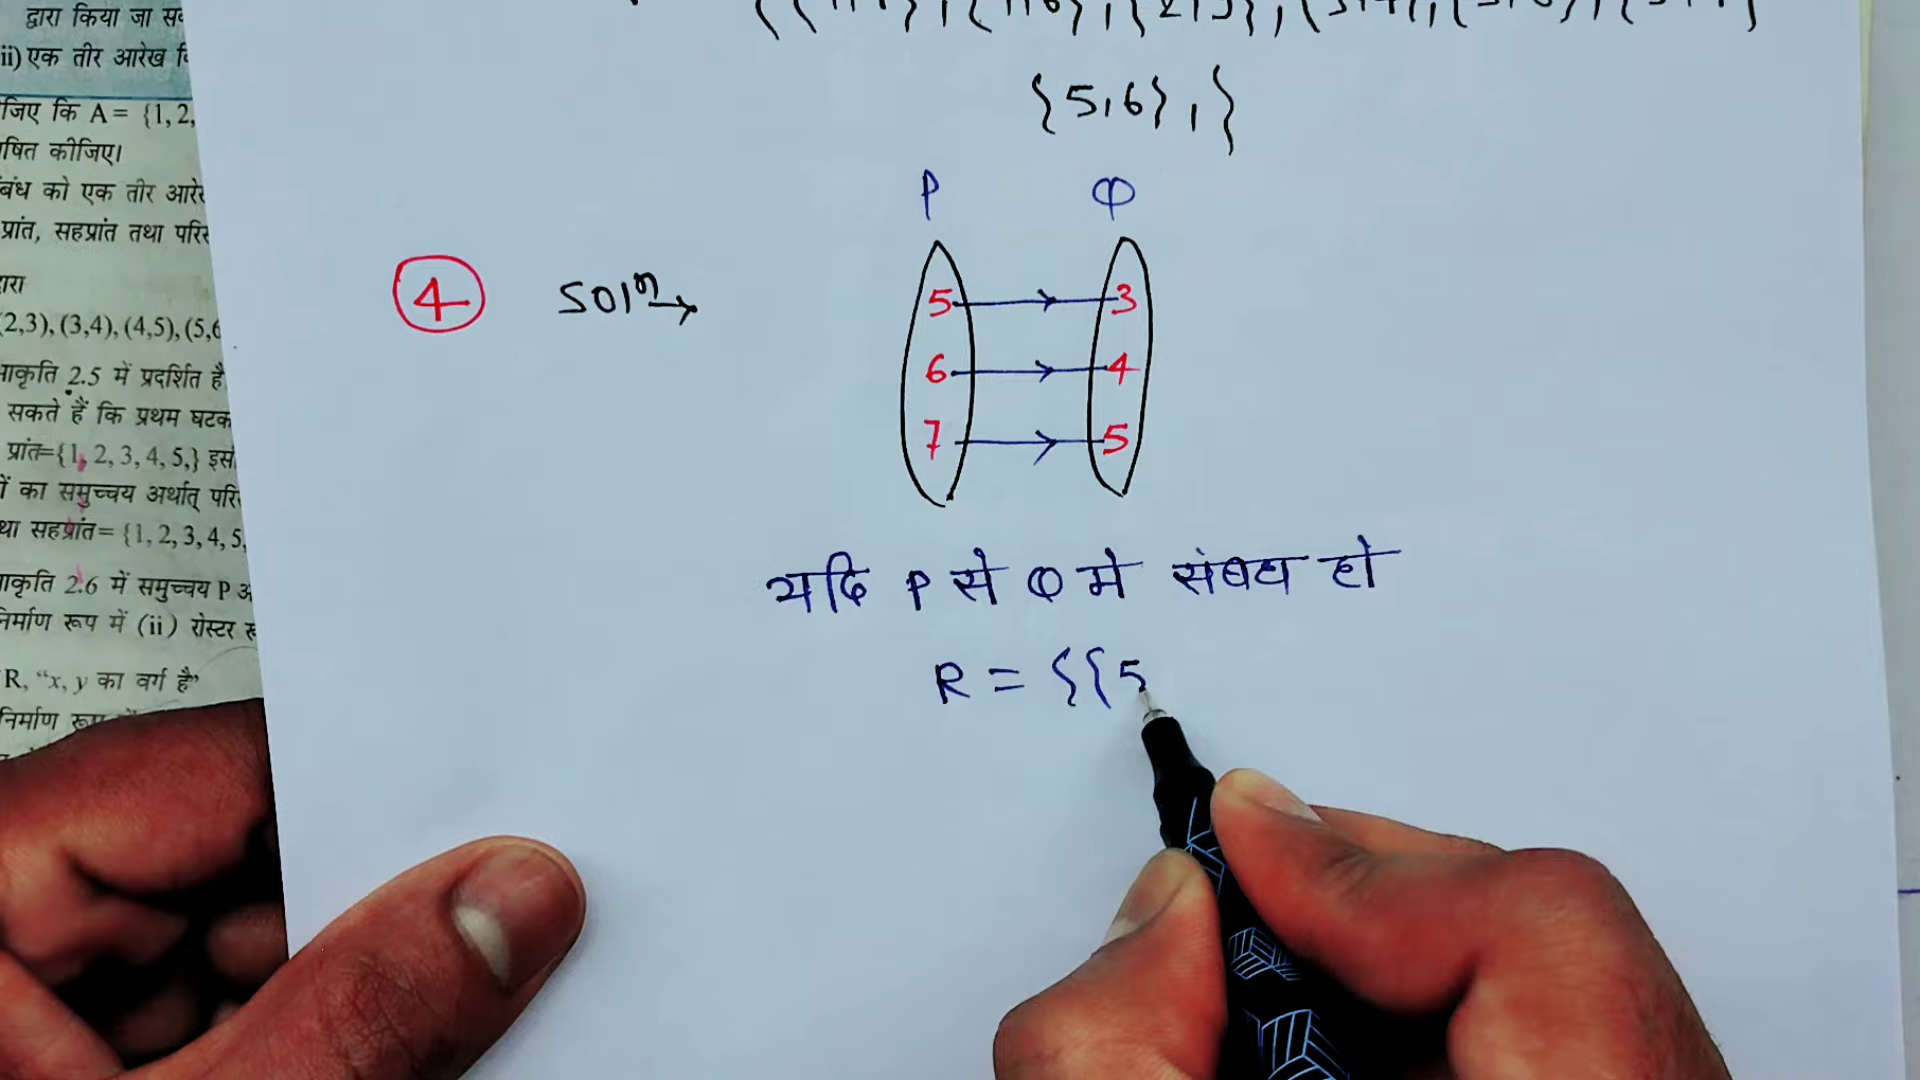 द्वारा किया जा
ii) एक तीर आरेख
जिए कि A = {1, 2,
षित कीजिए।
बंध को एक तीर आरे
प्रांत, सहप्रांत तथा परि
ारा
(2,3), (3,4), (4,5), (5,6
ाकृति 2.5 में प्रदर्शित है
सकते हैं कि प्रथम घटक
प्रांत={1, 2, 3, 4, 5,} इस
ों का समुच्चय अर्थात् परि
था सहप्रांत= {1, 2, 3, 4, 5,
ाकृति 2.6 में समुच्चय P
निर्माण रूप में (ii) रोस्टर
R, “x, y का वर्ग है”
निर्माण रूप
{5,6}, }
P Q
4 Solⁿ→
5 3
6 4
7 5
यदि P से Q मे संबध हो
R = {{5